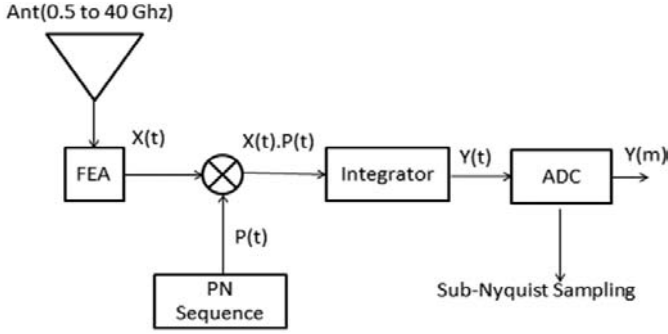 Ant(0.5 to 40 Ghz)
X(t)
X(t).P(t)
Y(t)
Y(m)
FEA
Integrator
ADC
P(t)
PN
Sequence
Sub-Nyquist Sampling